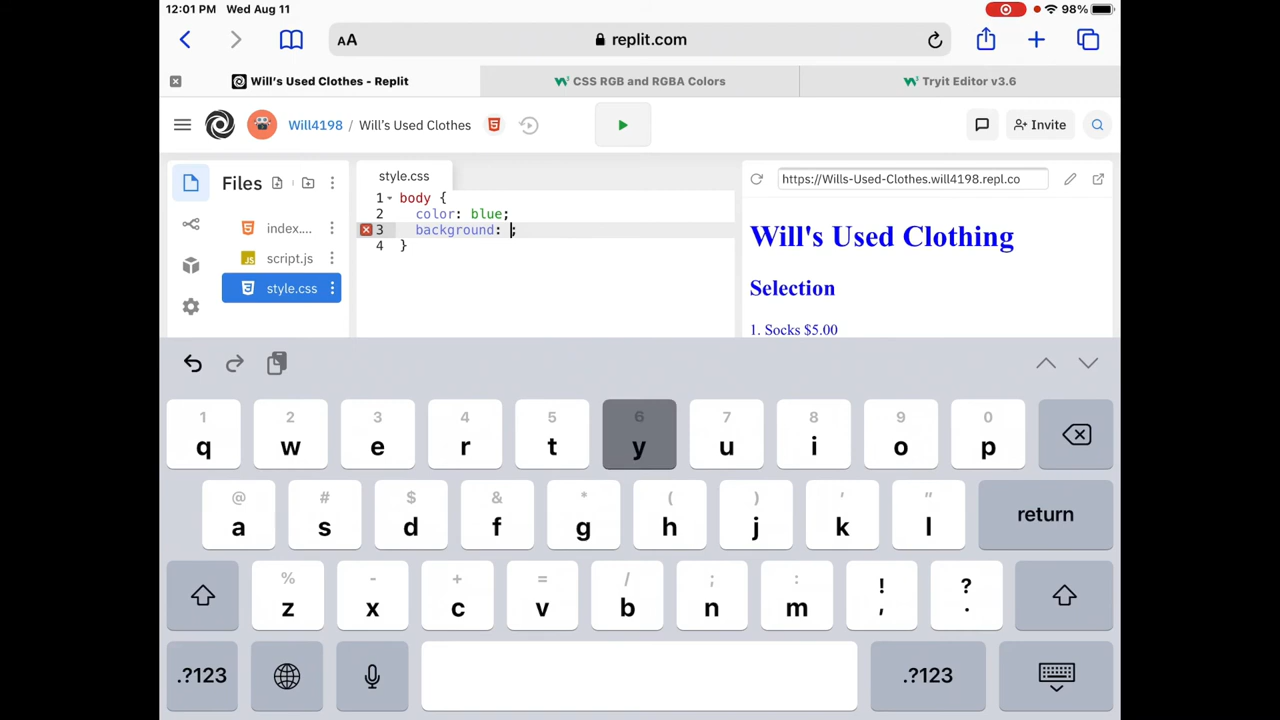 12:01 PM Wed Aug 11 98%
AA replit.com
Will's Used Clothes - Replit CSS RGB and RGBA Colors Tryit Editor v3.6
Will4198 / Will's Used Clothes Invite
Files
index....
script.js
style.css
style.css
1 body {
2 color: blue;
3 background: ;
4 }
https://Wills-Used-Clothes.will4198.repl.co
Will's Used Clothing
Selection
1. Socks $5.00
1 2 3 4 5 6 7 8 9 0
q w e r t y u i o p
@ # $ & * ( ) ' "
a s d f g h j k l return
% - + = / ; : ! ?
z x c v b n m , .
.?123 .?123